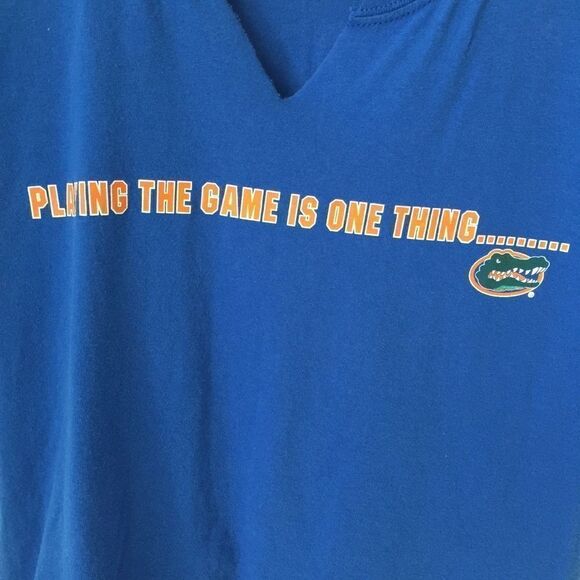 PLAYING THE GAME IS ONE THING.........
®